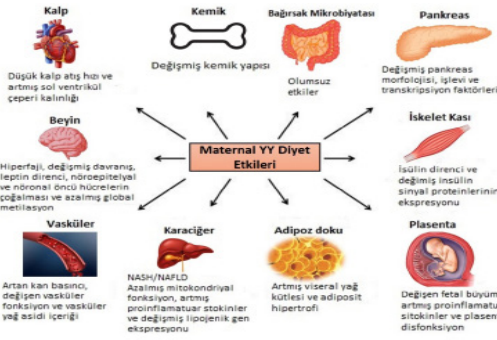 Kalp
Düşük kalp atış hızı ve
artmış sol ventrikül
çeperi kalınlığı
Kemik
Değişmiş kemik yapısı
Bağırsak Mikrobiyatası
Olumsuz
etkiler
Pankreas
Değişmiş pankreas
morfolojisi, işlevi ve
transkripsiyon faktörleri
Beyin
Hiperfaji, değişmiş davranış,
leptin direnci, nöroepitelyal
ve nöronal öncü hücrelerin
çoğalması ve azalmış global
metilasyon
Maternal YY Diyet
Etkileri
İskelet Kası
İsülin direnci ve
değimiş insülin
sinyal proteinlerinin
ekspresyonu
Vasküler
Artan kan basıncı,
değişen vasküler
fonksiyon ve vasküler
yağ asidi içeriği
Karaciğer
NASH/NAFLD
Azalmış mitokondriyal
fonksiyon, artmış
proinflamatuar stokinler
ve değişmiş lipojenik gen
ekspresyonu
Adipoz doku
Artmış viseral yağ
kütlesi ve adiposit
hipertrofi
Plasenta
Değişen fetal büyüm
artmış proinflamatu
sitokinler ve plasen
disfonksiyon